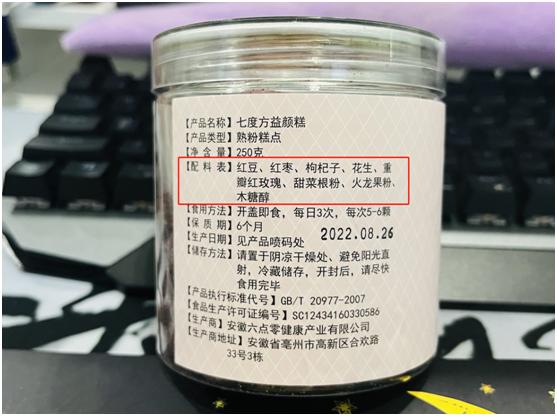 【产品名称】七度方益颜糕
【产品类型】熟粉糕点
【净 含 量】250克
【配 料 表】红豆、红枣、枸杞子、花生、重
瓣红玫瑰、甜菜根粉、火龙果粉、
木糖醇
【食用方法】开盖即食，每日3次，每次5-6颗
【保 质 期】6个月
【生产日期】见产品喷码处
2022.08.26
【储存方法】请置于阴凉干燥处、避免阳光直
射，冷藏储存，开封后，请尽快
食用完毕
【产品执行标准代号】GB/T 20977-2007
【食品生产许可证编号】SC12434160330586
【生产商】安徽六点零健康产业有限公司
【生产商地址】安徽省亳州市高新区合欢路
33号3栋